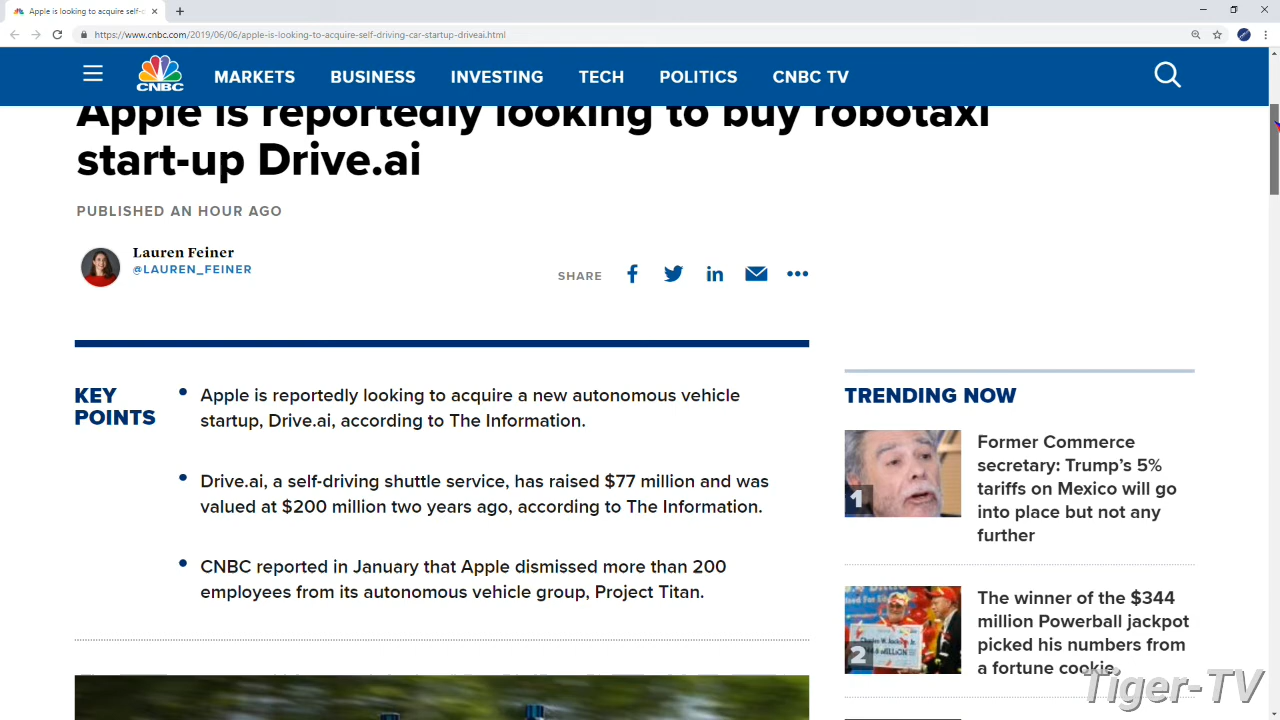 Apple is looking to acquire self-d
https://www.cnbc.com/2019/06/06/apple-is-looking-to-acquire-self-driving-car-startup-driveai.html
CNBC
MARKETS BUSINESS INVESTING TECH POLITICS CNBC TV
Apple is reportedly looking to buy robotaxi
start-up Drive.ai
PUBLISHED AN HOUR AGO
Lauren Feiner
@LAUREN_FEINER
SHARE
KEY
POINTS
Apple is reportedly looking to acquire a new autonomous vehicle
startup, Drive.ai, according to The Information.
Drive.ai, a self-driving shuttle service, has raised $77 million and was
valued at $200 million two years ago, according to The Information.
CNBC reported in January that Apple dismissed more than 200
employees from its autonomous vehicle group, Project Titan.
TRENDING NOW
1
Former Commerce
secretary: Trump's 5%
tariffs on Mexico will go
into place but not any
further
2
The winner of the $344
million Powerball jackpot
picked his numbers from
a fortune cookie
Tiger-TV